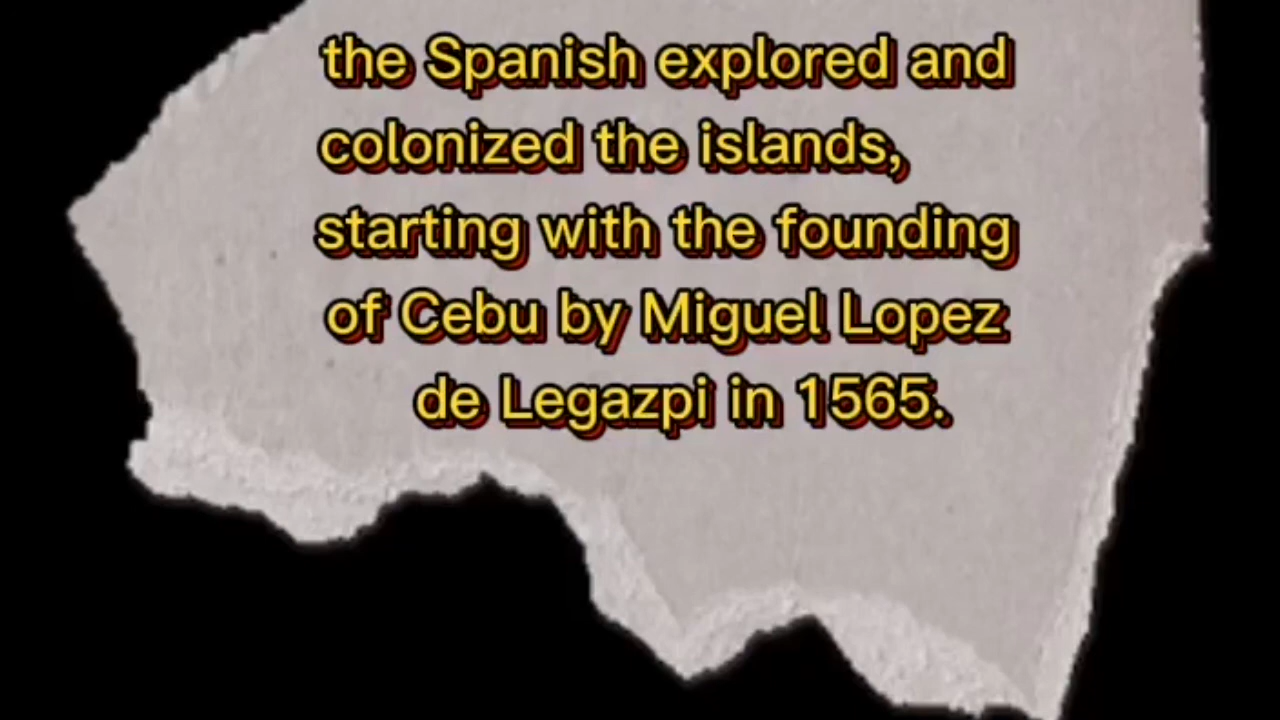 the Spanish explored and
colonized the islands,
starting with the founding
of Cebu by Miguel Lopez
de Legazpi in 1565.